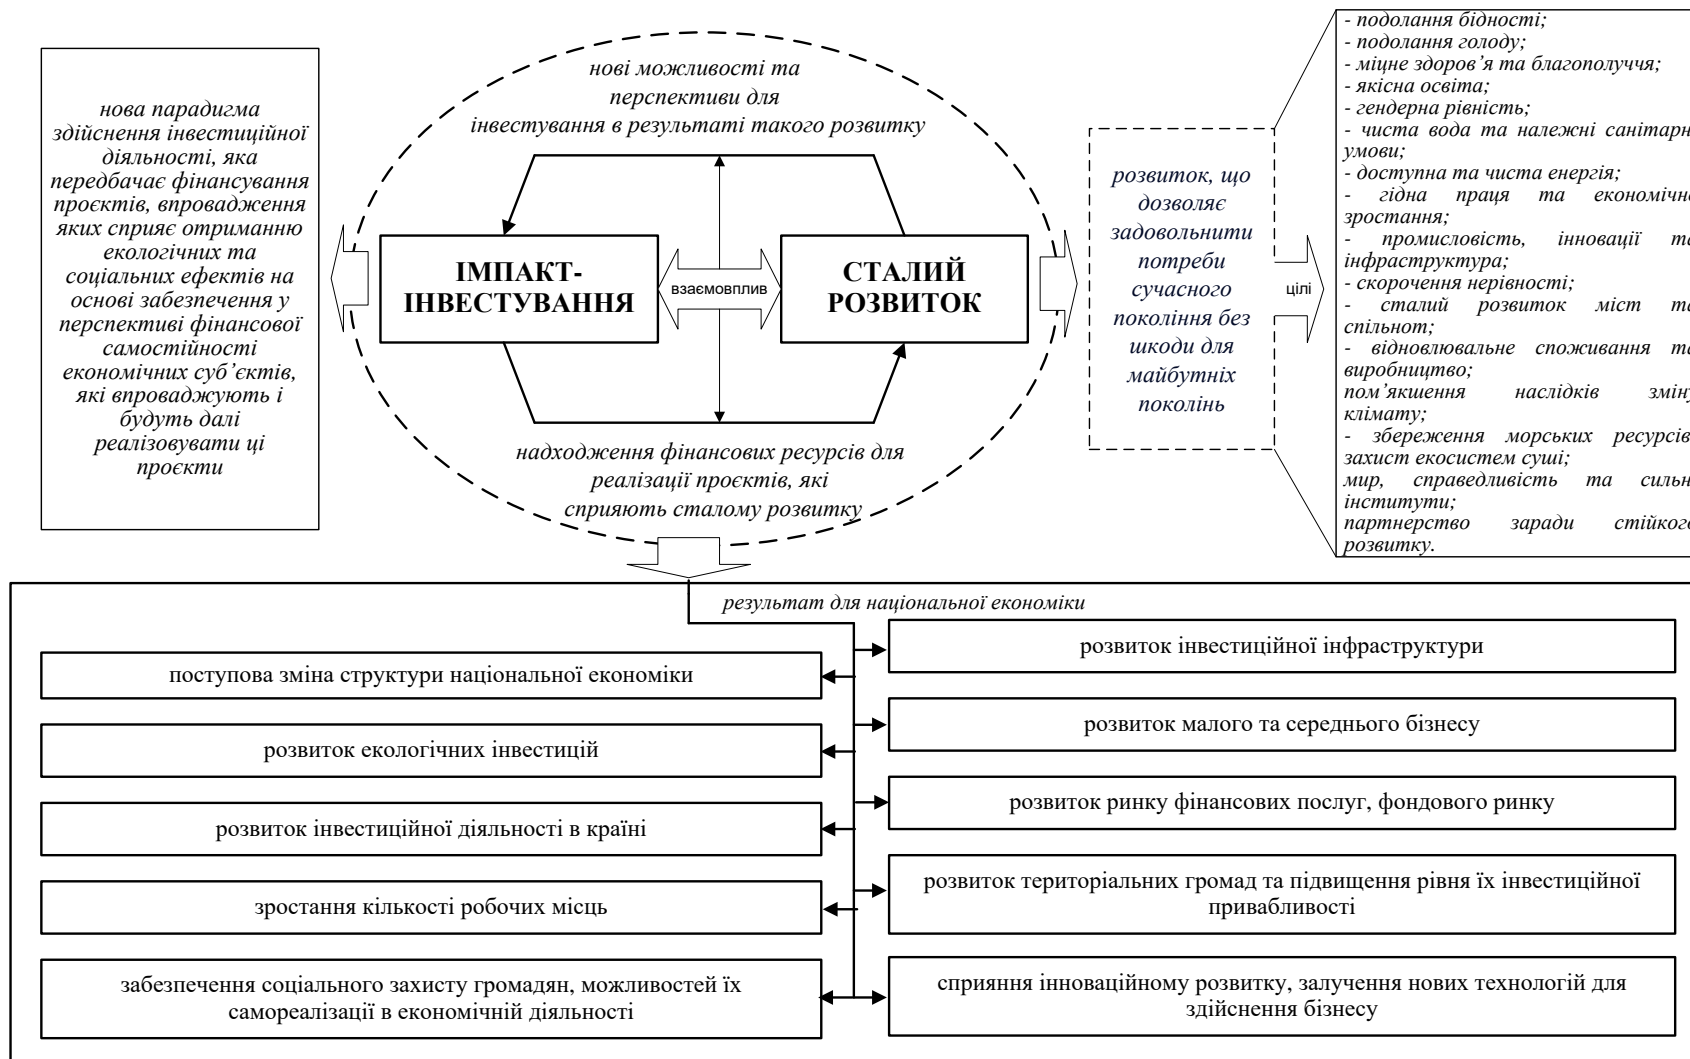 нова парадигма
здійснення інвестиційної
діяльності, яка
передбачає фінансування
проєктів, впровадження
яких сприяє отриманню
екологічних та
соціальних ефектів на
основі забезпечення у
перспективі фінансової
самостійності
економічних суб’єктів,
які впроваджують і
будуть далі
реалізовувати ці
проєкти
нові можливості та
перспективи для
інвестування в результаті такого розвитку
ІМПАКТ-
ІНВЕСТУВАННЯ
взаємовплив
СТАЛИЙ
РОЗВИТОК
надходження фінансових ресурсів для
реалізації проєктів, які
сприяють сталому розвитку
розвиток, що
дозволяє
задовольнити
потреби
сучасного
покоління без
шкоди для
майбутніх
поколінь
цілі
- подолання бідності;
- подолання голоду;
- міцне здоров’я та благополуччя;
- якісна освіта;
- гендерна рівність;
- чиста вода та належні санітарн
умови;
- доступна та чиста енергія;
- гідна праця та економічн
зростання;
- промисловість, інновації та
інфраструктура;
- скорочення нерівності;
- сталий розвиток міст та
спільнот;
- відновлювальне споживання та
виробництво;
пом’якшення наслідків зміну
клімату;
- збереження морських ресурсів
захист екосистем суші;
мир, справедливість та сильн
інститути;
партнерство заради стійкого
розвитку.
результат для національної економіки
поступова зміна структури національної економіки
розвиток екологічних інвестицій
розвиток інвестиційної діяльності в країні
зростання кількості робочих місць
забезпечення соціального захисту громадян, можливостей їх
самореалізації в економічній діяльності
розвиток інвестиційної інфраструктури
розвиток малого та середнього бізнесу
розвиток ринку фінансових послуг, фондового ринку
розвиток територіальних громад та підвищення рівня їх інвестиційної
привабливості
сприяння інноваційному розвитку, залучення нових технологій для
здійснення бізнесу